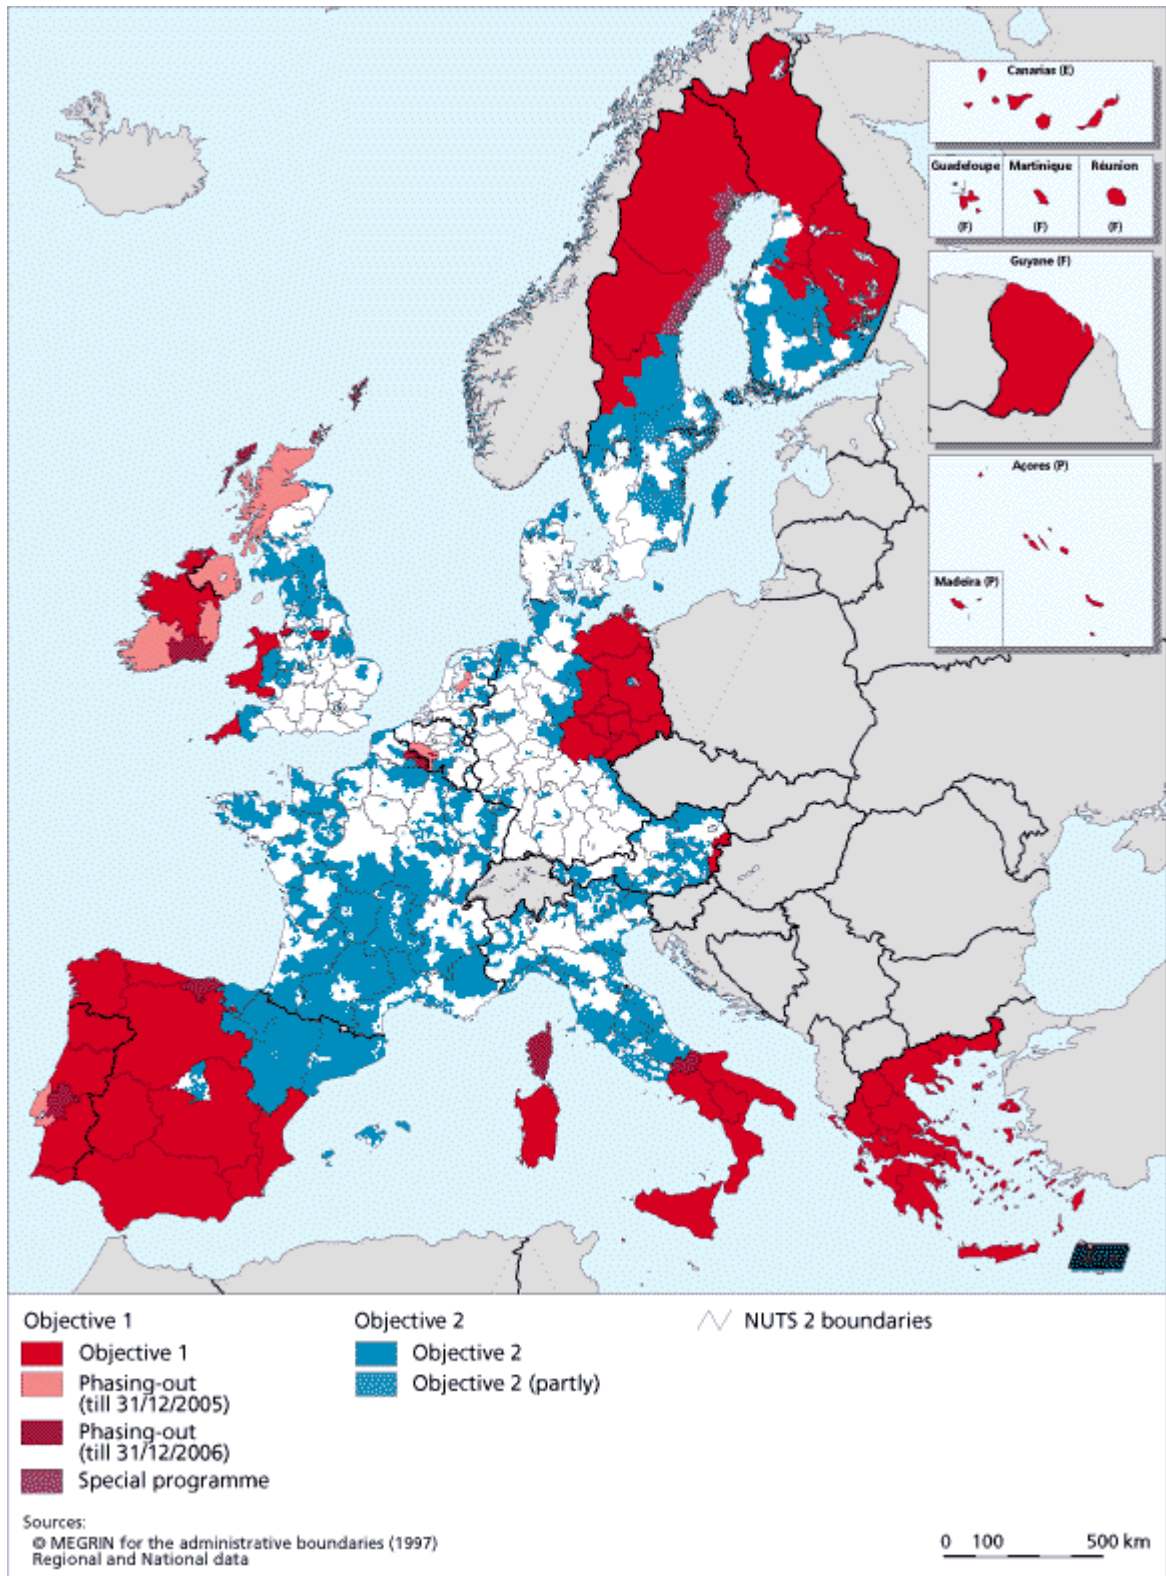 Canarias (E)
Guadeloupe Martinique Réunion
(F) (F) (F)
Guyane (F)
Açores (P)
Madeira (P)
Objective 1
Objective 1
Phasing-out
(till 31/12/2005)
Phasing-out
(till 31/12/2006)
Special programme
Objective 2
Objective 2
Objective 2 (partly)
NUTS 2 boundaries
Sources:
© MEGRIN for the administrative boundaries (1997)
Regional and National data
0 100 500 km